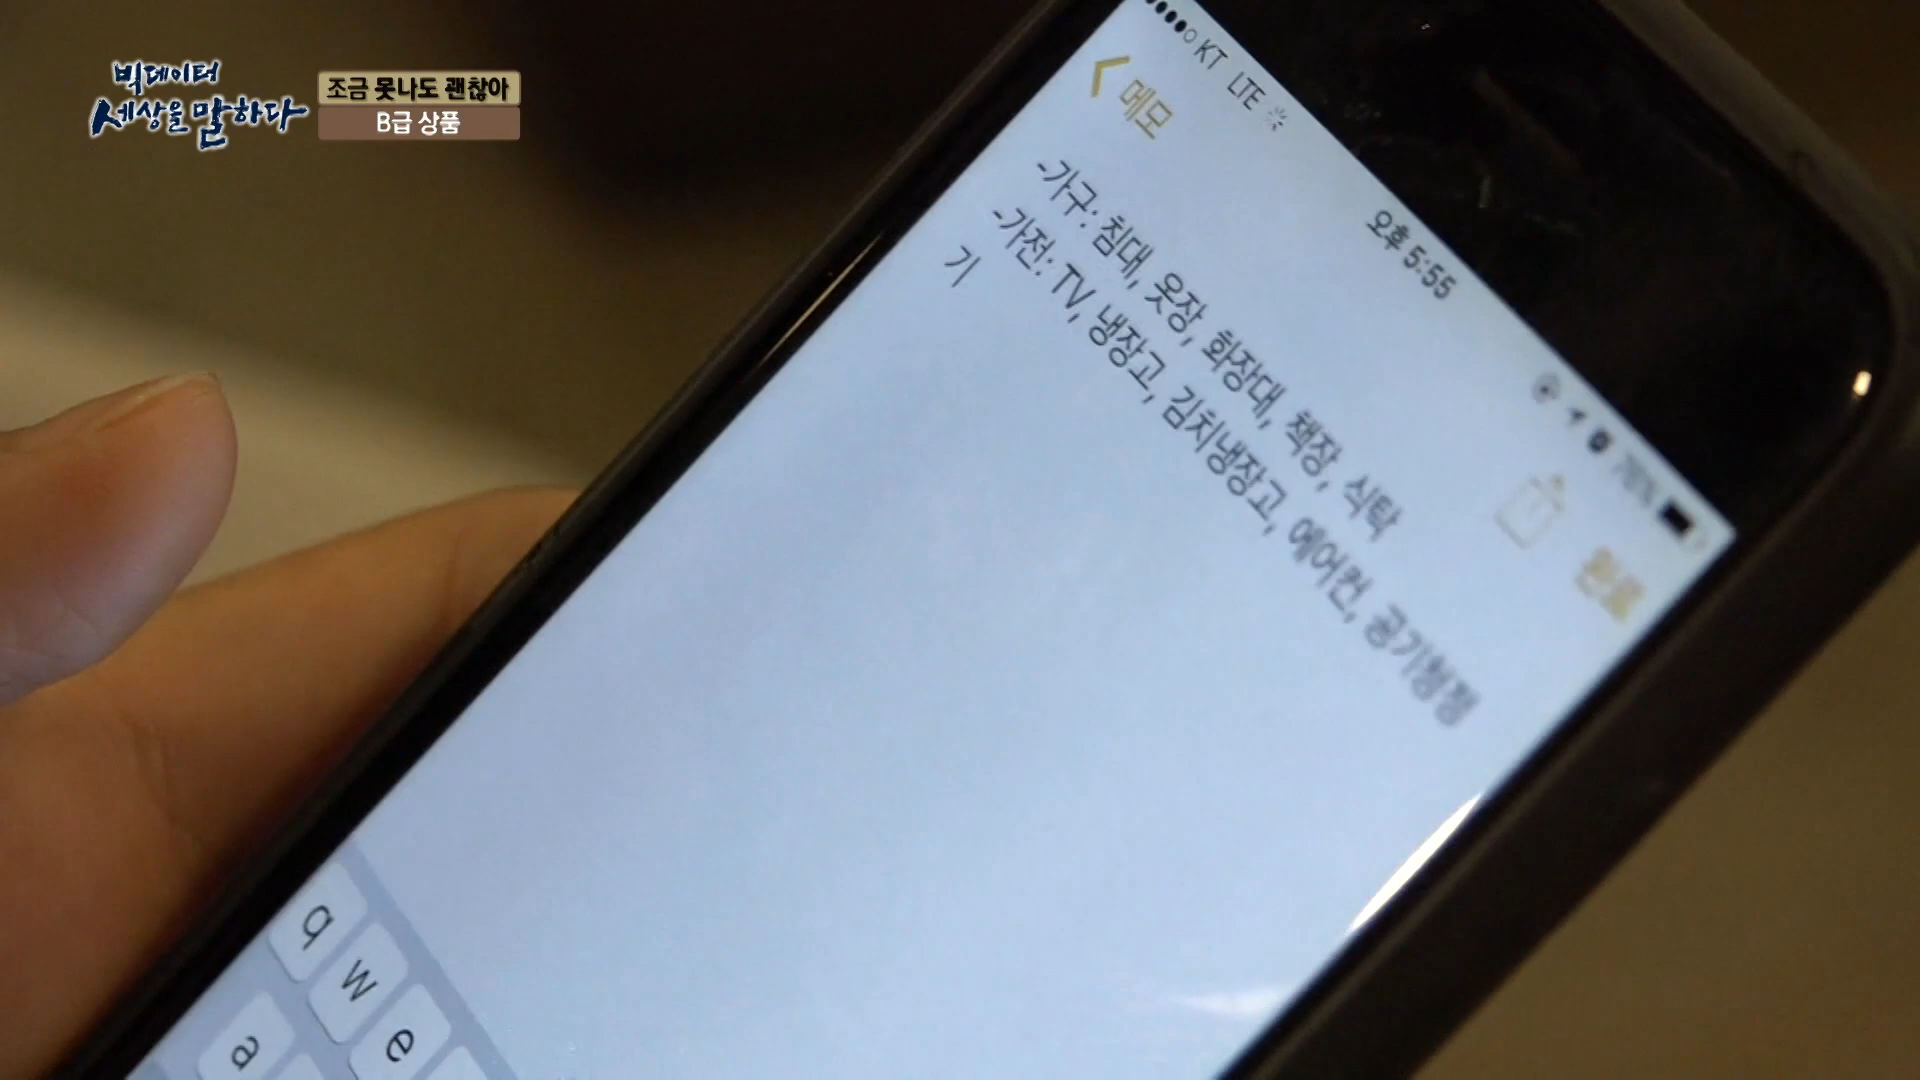 빅데이터
세상을 말하다
조금 못나도 괜찮아
B급 상품
KT LTE
오후 5:55
메모
-가구: 침대, 옷장, 화장대, 책장, 식탁
-가전: TV, 냉장고, 김치냉장고, 에어컨, 공기청정
기
q w e
a